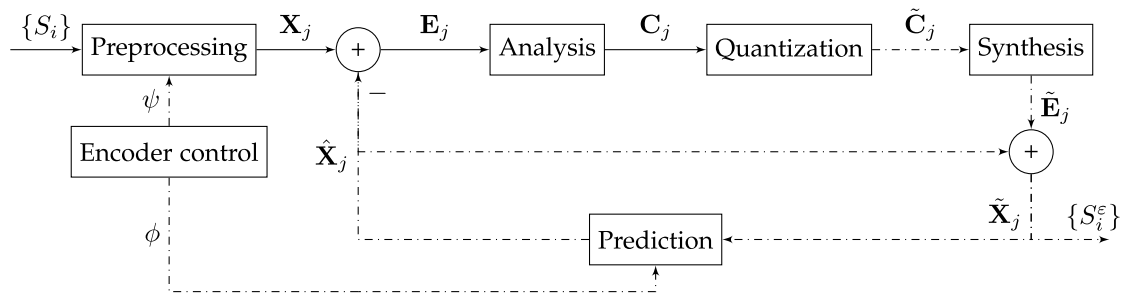 {S_i} Preprocessing X_j + E_j Analysis C_j Quantization C̃_j Synthesis
ψ − Ẽ_j
Encoder control X̂_j +
ϕ Prediction X̃_j {S_i^ε}